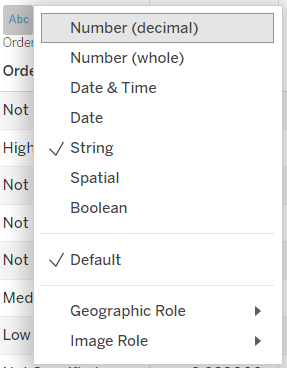 Abc
Number (decimal)
Order
Number (whole)
Orde
Date & Time
Not
Date
High
String
Not
Spatial
Not
Boolean
Not
Default
Med
Geographic Role
Low
Image Role